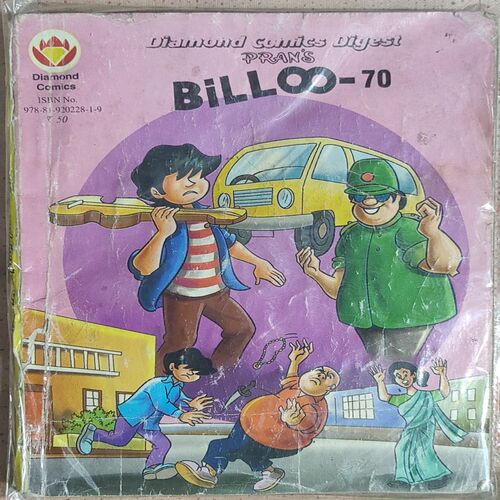 Diamond Comics Digest
PRAN'S
BiLLOO-70
Diamond
Comics
ISBN No.
978-81-920228-1-9
₹ 50